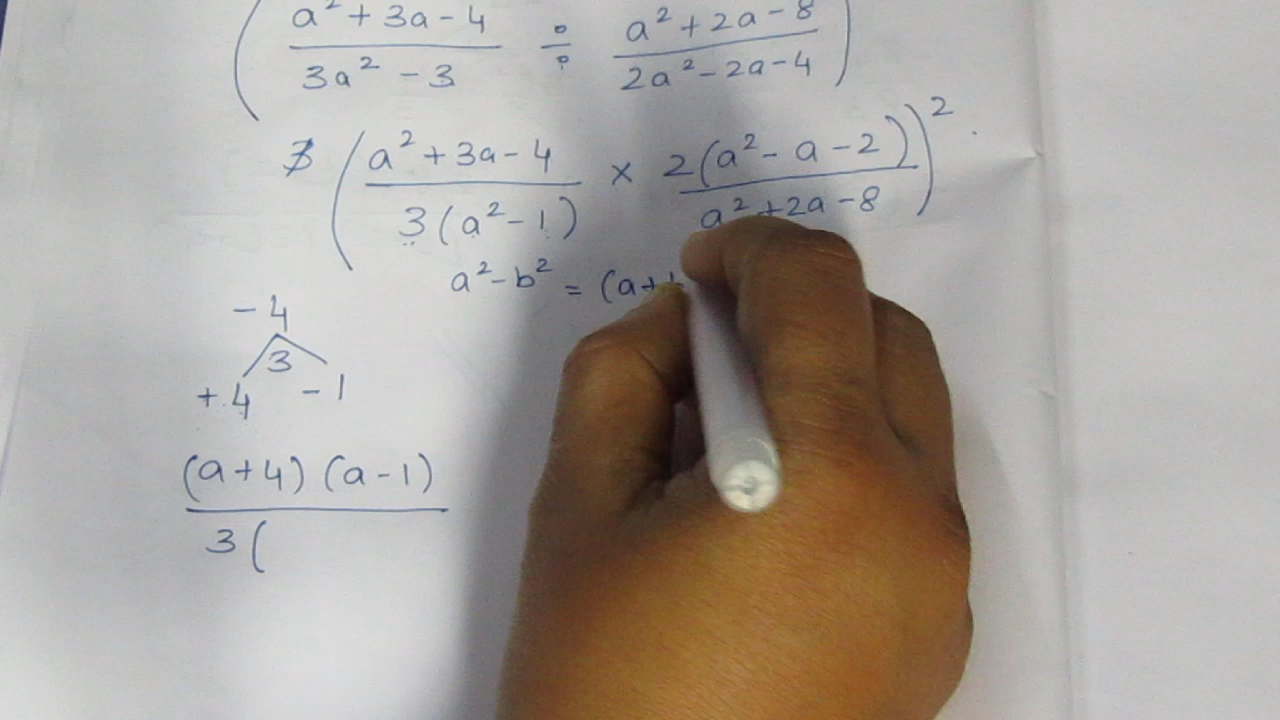 ( (a² + 3a - 4)/(3a² - 3) ÷ (a² + 2a - 8)/(2a² - 2a - 4) )
( (a² + 3a - 4)/(3(a² - 1)) × (2(a² - a - 2))/(a² + 2a - 8) )² .
a² - b² = (a +
- 4
3
+ 4 - 1
(a + 4) (a - 1)
3 (